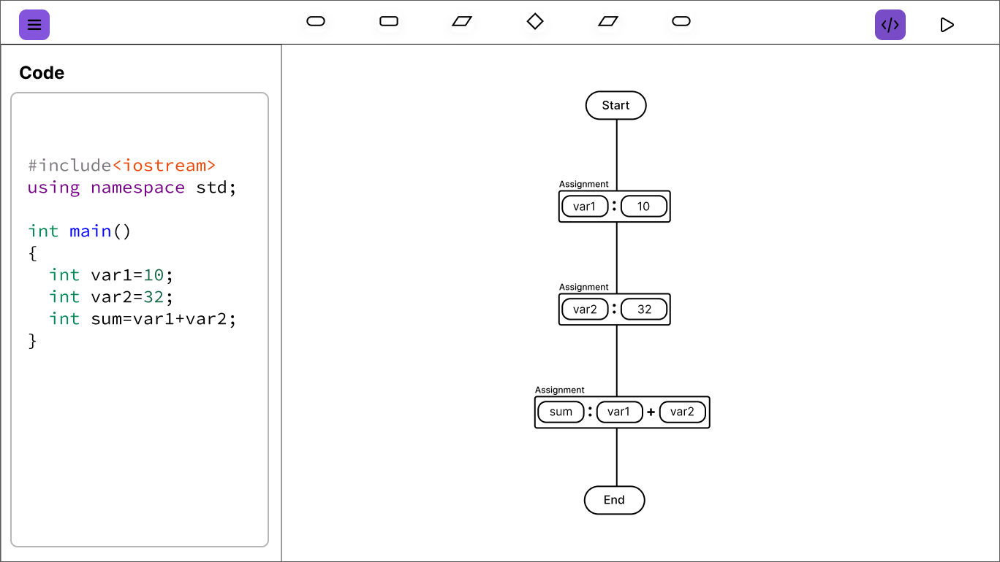 Code
#include<iostream>
using namespace std;
int main()
{
int var1=10;
int var2=32;
int sum=var1+var2;
}
Start
Assignment
var1 : 10
Assignment
var2 : 32
Assignment
sum : var1 + var2
End